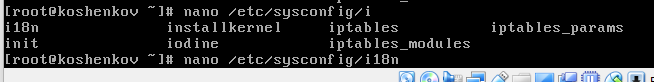 [root@koshenkov ~]# nano /etc/sysconfig/i
i18n installkernel iptables iptables_params
init iodine iptables_modules
[root@koshenkov ~]# nano /etc/sysconfig/i18n